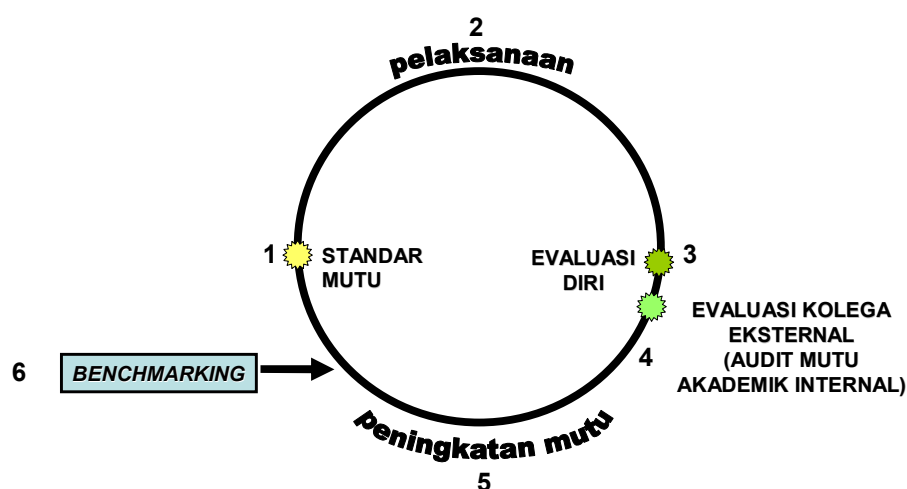 2
pelaksanaan
1
STANDAR
MUTU
EVALUASI
DIRI
3
EVALUASI KOLEGA
EKSTERNAL
(AUDIT MUTU
AKADEMIK INTERNAL)
4
6
BENCHMARKING
peningkatan mutu
5